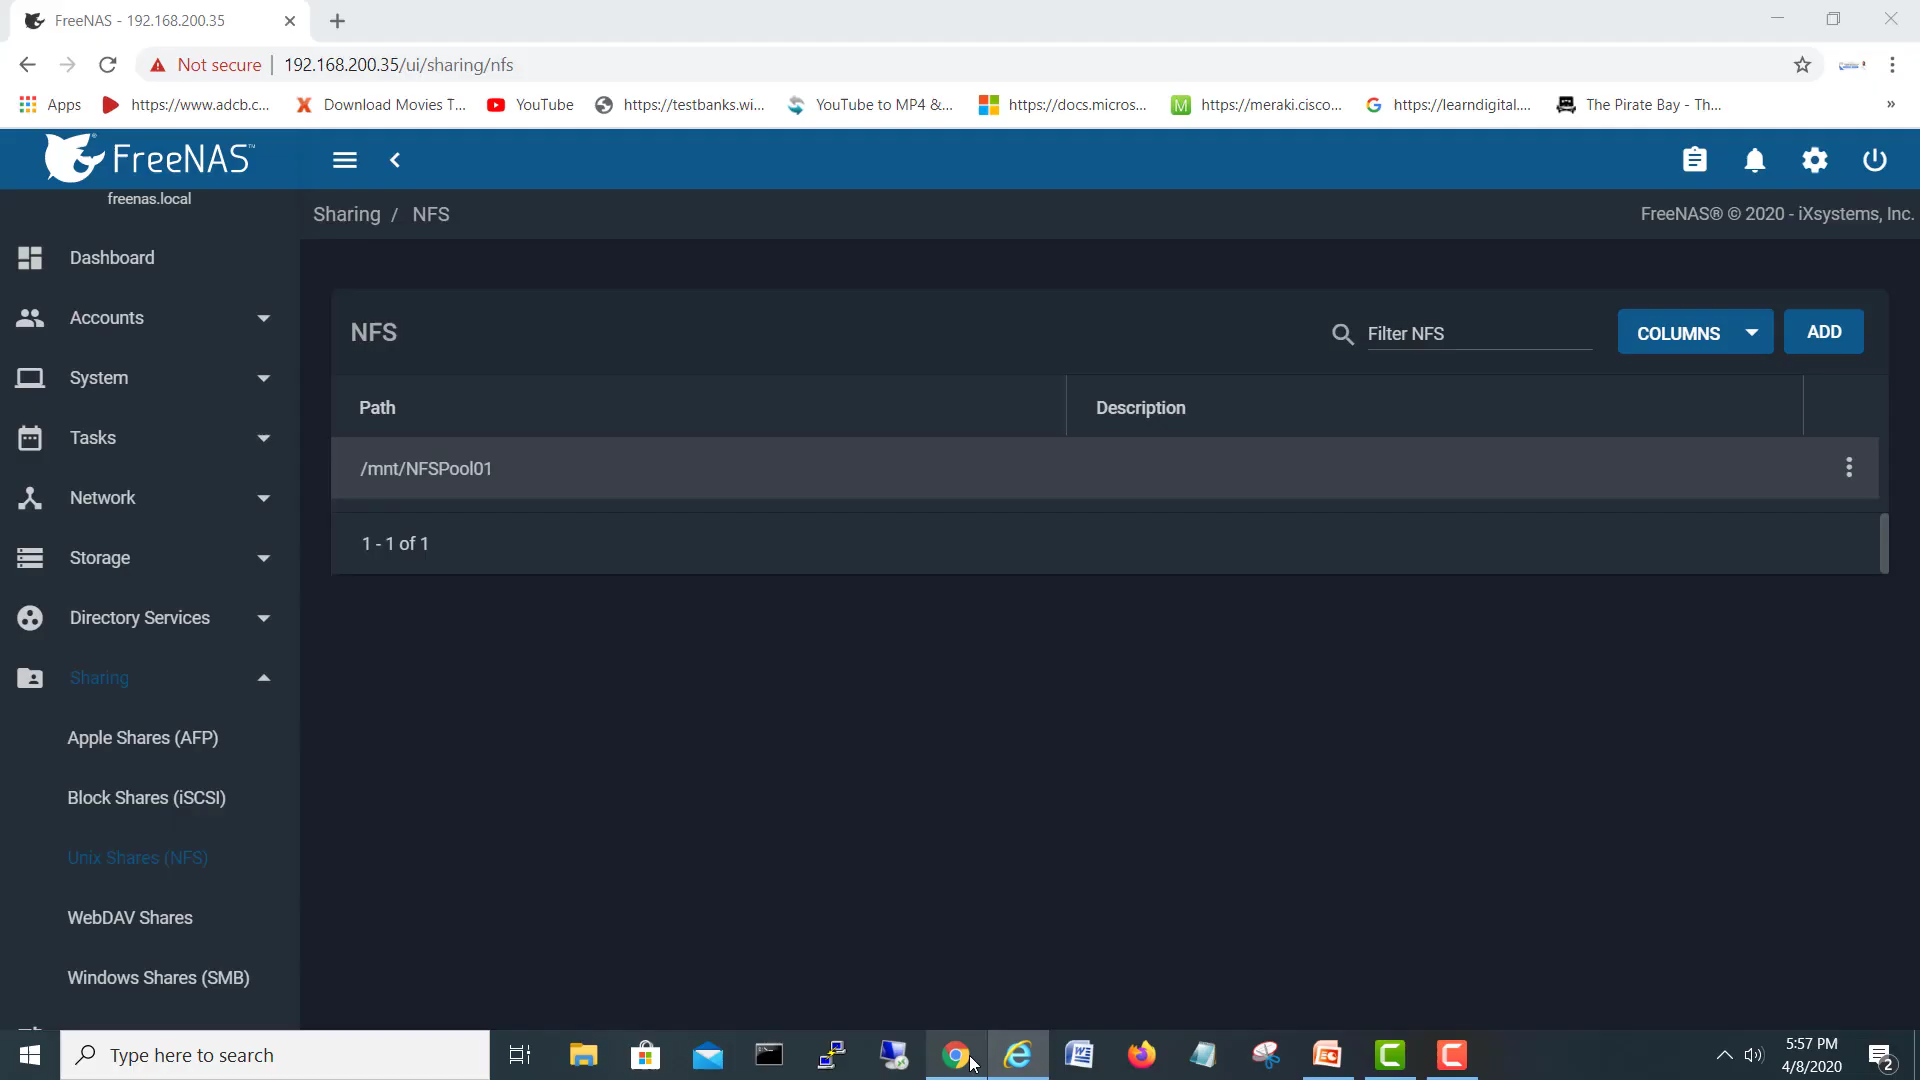 FreeNAS - 192.168.200.35
Not secure | 192.168.200.35/ui/sharing/nfs
Apps https://www.adcb.c... Download Movies T... YouTube https://testbanks.wi... YouTube to MP4 &... https://docs.micros... https://meraki.cisco... https://learndigital.... The Pirate Bay - Th... »
FreeNAS
freenas.local
Sharing / NFS
FreeNAS® © 2020 - iXsystems, Inc.
Dashboard
Accounts
System
Tasks
Network
Storage
Directory Services
Sharing
Apple Shares (AFP)
Block Shares (iSCSI)
Unix Shares (NFS)
WebDAV Shares
Windows Shares (SMB)
NFS
Filter NFS
COLUMNS
ADD
Path Description
/mnt/NFSPool01
1 - 1 of 1
Type here to search
5:57 PM
4/8/2020
2